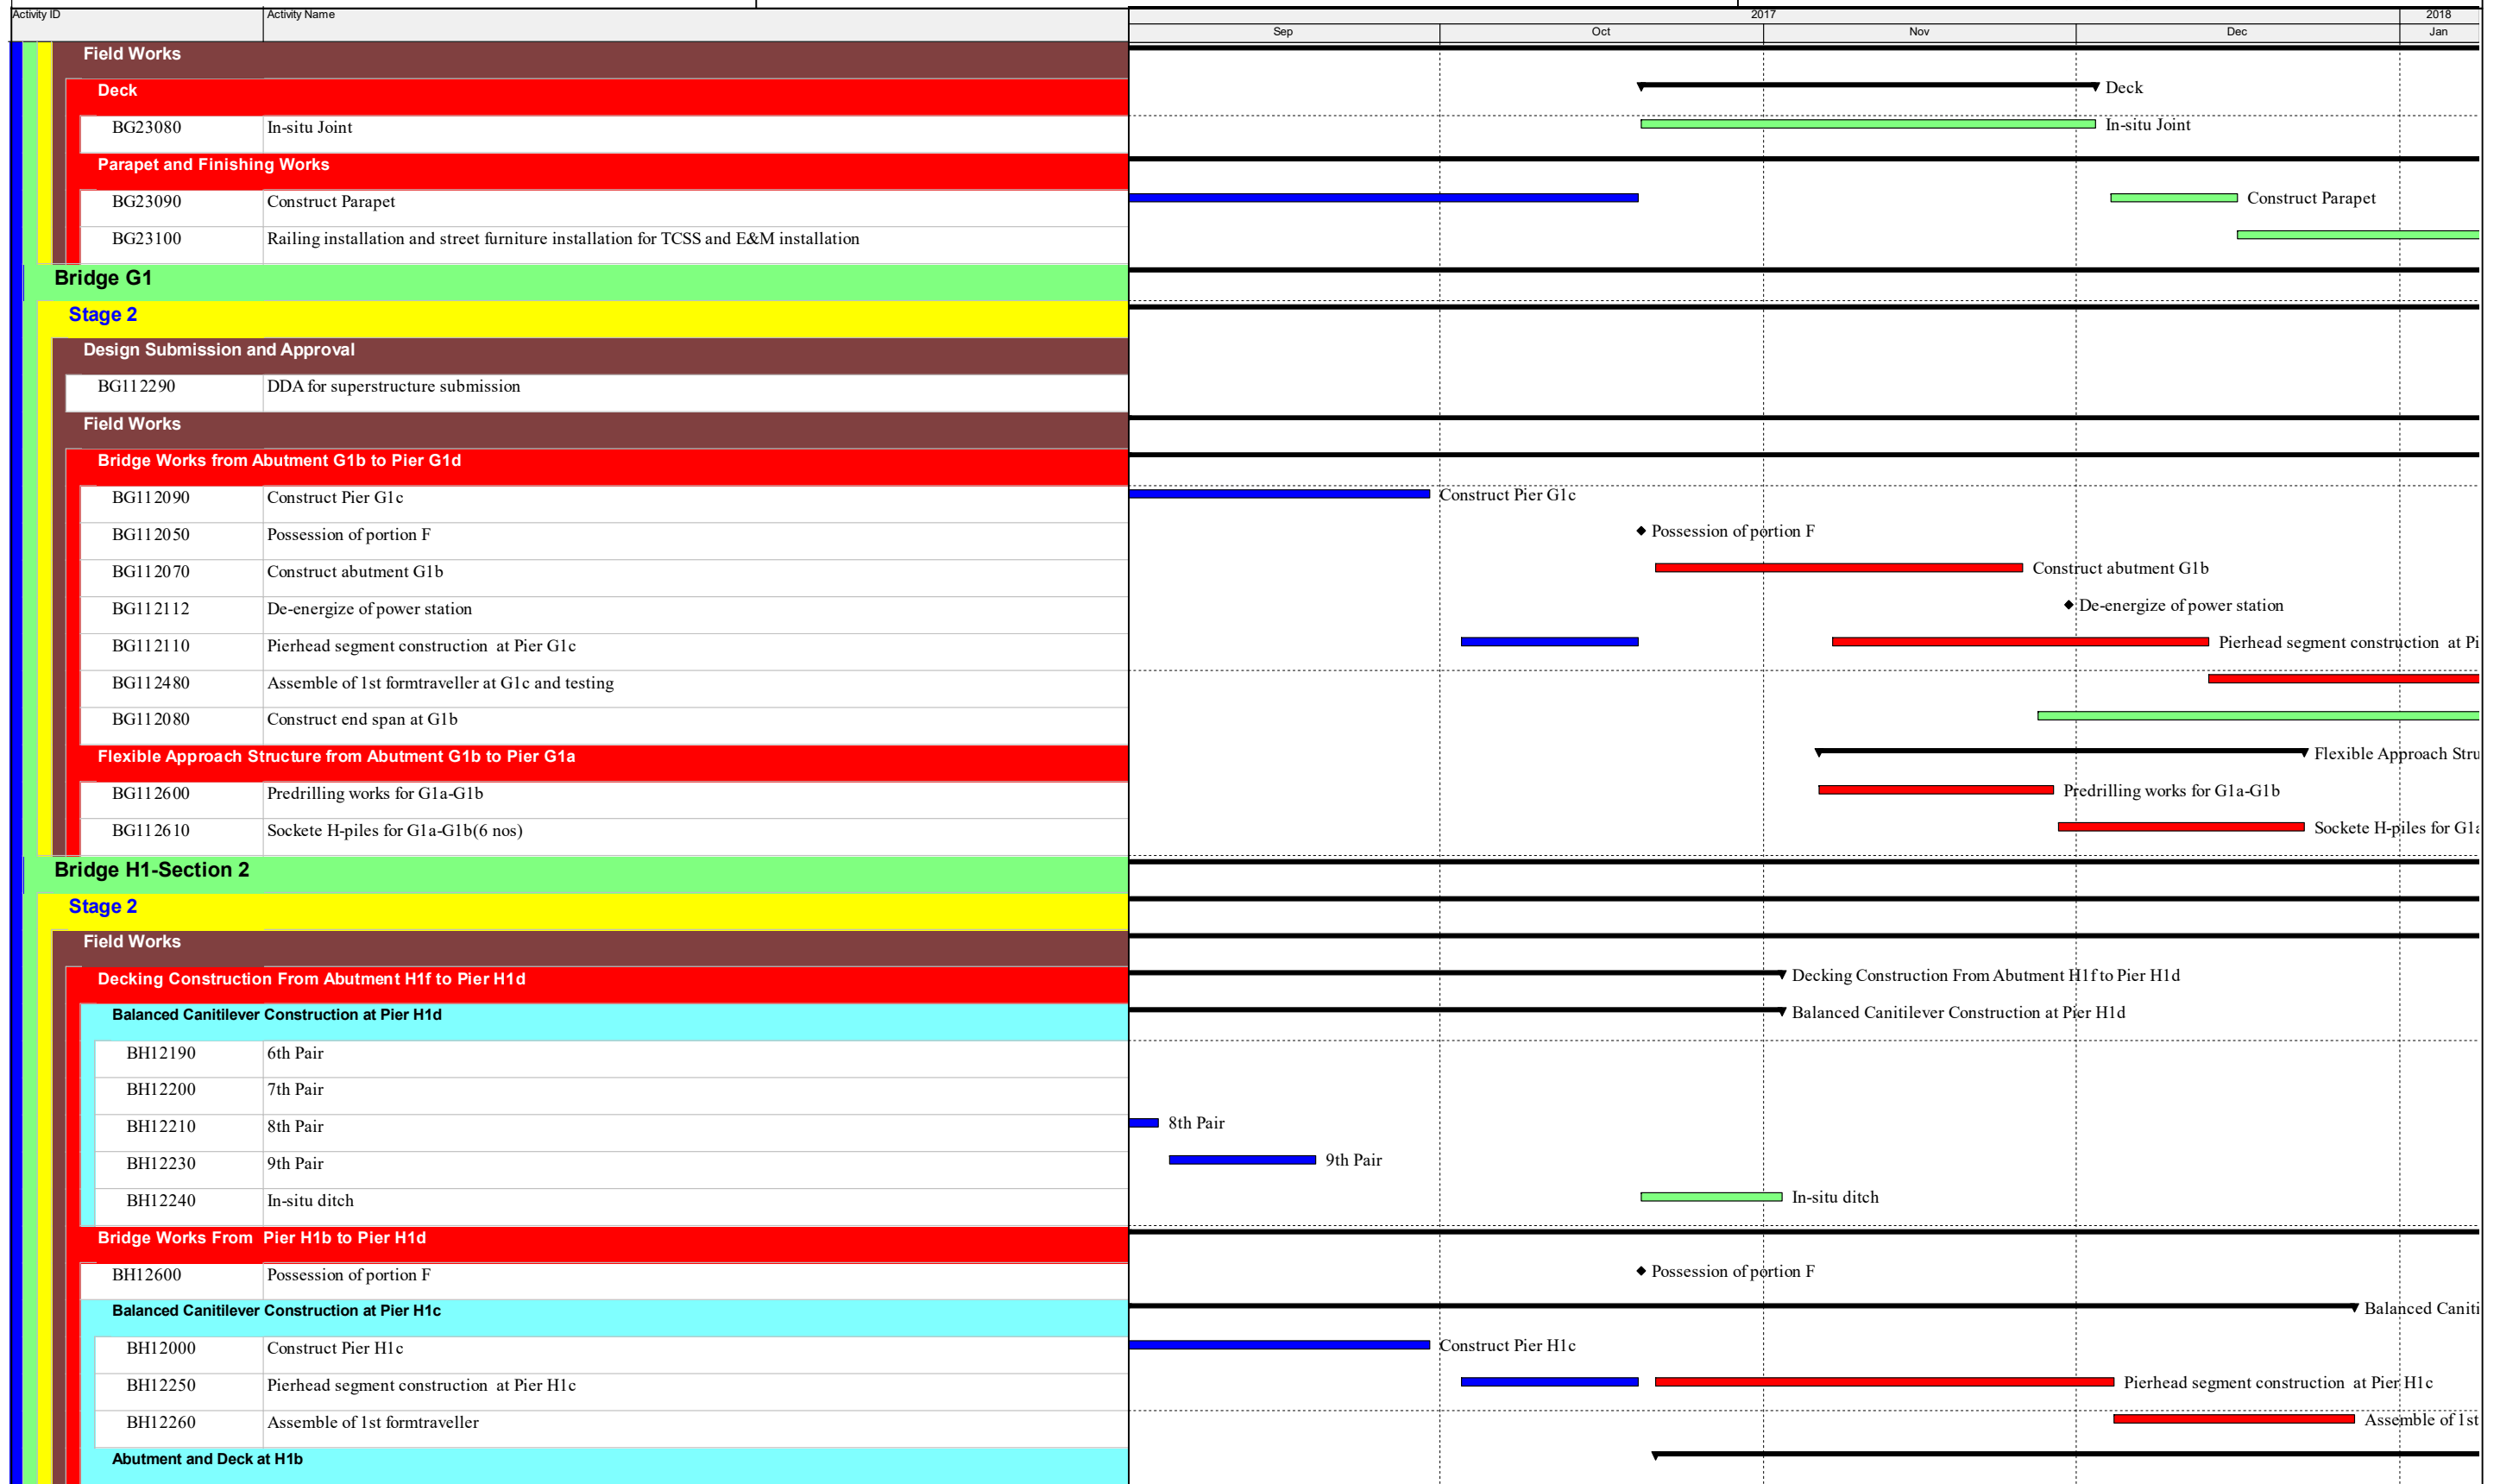 Activity ID Activity Name 2017 2018
Sep Oct Nov Dec Jan
Field Works
Deck Deck
BG23080 In-situ Joint In-situ Joint
Parapet and Finishing Works
BG23090 Construct Parapet Construct Parapet
BG23100 Railing installation and street furniture installation for TCSS and E&M installation
Bridge G1
Stage 2
Design Submission and Approval
BG112290 DDA for superstructure submission
Field Works
Bridge Works from Abutment G1b to Pier G1d
BG112090 Construct Pier G1c Construct Pier G1c
BG112050 Possession of portion F Possession of portion F
BG112070 Construct abutment G1b Construct abutment G1b
BG112112 De-energize of power station De-energize of power station
BG112110 Pierhead segment construction at Pier G1c Pierhead segment construction at Pi
BG112480 Assemble of 1st formtraveller at G1c and testing
BG112080 Construct end span at G1b
Flexible Approach Structure from Abutment G1b to Pier G1a Flexible Approach Stru
BG112600 Predrilling works for G1a-G1b Predrilling works for G1a-G1b
BG112610 Sockete H-piles for G1a-G1b(6 nos) Sockete H-piles for G1a
Bridge H1-Section 2
Stage 2
Field Works
Decking Construction From Abutment H1f to Pier H1d Decking Construction From Abutment H1f to Pier H1d
Balanced Canitilever Construction at Pier H1d Balanced Canitilever Construction at Pier H1d
BH12190 6th Pair
BH12200 7th Pair
BH12210 8th Pair 8th Pair
BH12230 9th Pair 9th Pair
BH12240 In-situ ditch In-situ ditch
Bridge Works From Pier H1b to Pier H1d
BH12600 Possession of portion F Possession of portion F
Balanced Canitilever Construction at Pier H1c Balanced Caniti
BH12000 Construct Pier H1c Construct Pier H1c
BH12250 Pierhead segment construction at Pier H1c Pierhead segment construction at Pier H1c
BH12260 Assemble of 1st formtraveller Assemble of 1st
Abutment and Deck at H1b